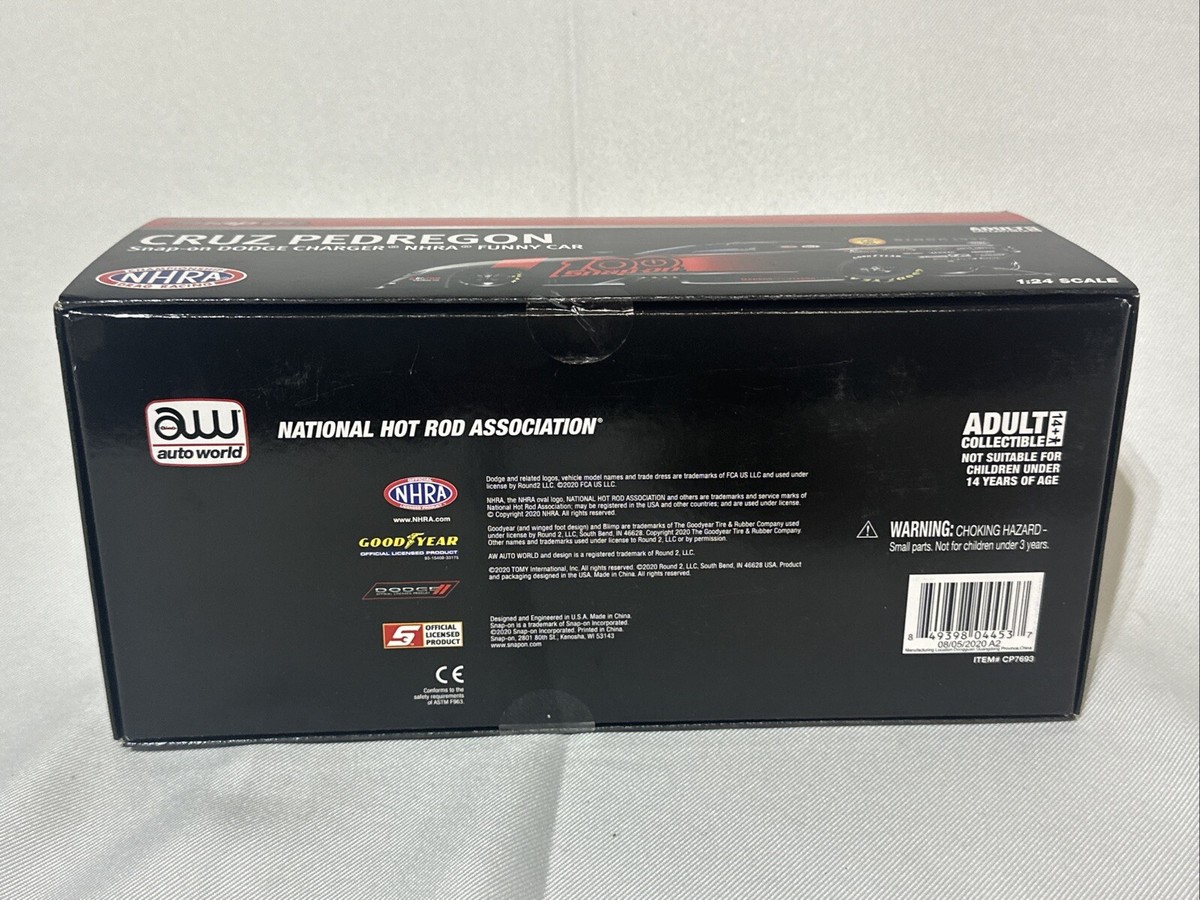 CRUZ PEDREGON
Snap-on DODGE CHARGER NHRA FUNNY CAR
ADULT
NHRA
DRAG RACING
Snap-on
1:24 SCALE
aw
auto world
NATIONAL HOT ROD ASSOCIATION®
ADULT 14+
COLLECTIBLE
NOT SUITABLE FOR
CHILDREN UNDER
14 YEARS OF AGE
NHRA
www.NHRA.com
GOODYEAR
OFFICIAL LICENSED PRODUCT
DODGE
OFFICIAL
LICENSED
PRODUCT
CE
Conforms to the
safety requirements
of ASTM F963.
Dodge and related logos, vehicle model names and trade dress are trademarks of FCA US LLC and used under
license by Round2 LLC. ©2020 FCA US LLC.
NHRA, the NHRA oval logo, NATIONAL HOT ROD ASSOCIATION and others are trademarks and service marks of
National Hot Rod Association; may be registered in the USA and other countries; and are used under license.
© Copyright 2020 NHRA. All rights reserved.
Goodyear (and winged foot design) and Blimp are trademarks of The Goodyear Tire & Rubber Company used
under license by Round 2, LLC, South Bend, IN 46628. Copyright 2020 The Goodyear Tire & Rubber Company.
Other names and trademarks used under license to Round 2, LLC or by permission.
AW AUTO WORLD and design is a registered trademark of Round 2, LLC.
©2020 TOMY International, Inc. All rights reserved. ©2020 Round 2, LLC, South Bend, IN 46628 USA. Product
and packaging designed in the USA. Made in China. All rights reserved.
Designed and Engineered in U.S.A. Made in China.
Snap-on is a trademark of Snap-on Incorporated.
©2020 Snap-on Incorporated. Printed in China.
Snap-on, 2801 80th St., Kenosha, WI 53143
www.snapon.com
WARNING: CHOKING HAZARD –
Small parts. Not for children under 3 years.
8 49398 04453 7
08/05/2020 A2
Manufacturing Location: Dongguan Guangdong Province, China
ITEM# CP7693